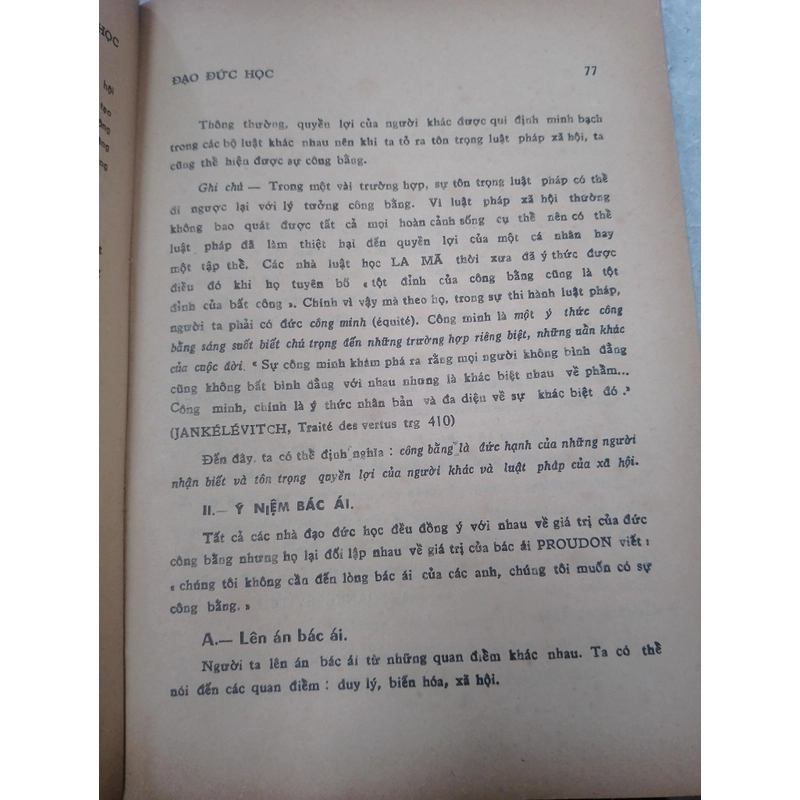 HỌC
hội
ĐẠO ĐỨC HỌC 77
Thông thường, quyền lợi của người khác được qui định minh bạch
trong các bộ luật khác nhau nên khi ta tỏ ra tôn trọng luật pháp xã hội, ta
cũng thể hiện được sự công bằng.
Ghi chú — Trong một vài trường hợp, sự tôn trọng luật pháp có thể
đi ngược lại với lý tưởng công bằng. Vì luật pháp xã hội thường
không bao quát được tất cả mọi hoàn cảnh sống cụ thể nên có thể
luật pháp đã làm thiệt hại đến quyền lợi của một cá nhân hay
một tập thể. Các nhà luật học LA MÃ thời xưa đã ý thức được
điều đó khi họ tuyên bố « tột đỉnh của công bằng cũng là tột
đỉnh của bất công ». Chính vì vậy mà theo họ, trong sự thi hành luật pháp,
người ta phải có đức công minh (équité). Công minh là một ý thức công
bằng sáng suốt biết chú trọng đến những trường hợp riêng biệt, những uẩn khác
của cuộc đời. « Sự công minh khám phá ra rằng mọi người không bình đẳng
cũng không bất bình đẳng với nhau nhưng là khác biệt nhau về phẩm...
Công minh, chính là ý thức nhân bản và đa diệu về sự khác biệt đó .»
(JANKÉLÉVITCH, Traité des vertus trg 410)
Đến đây, ta có thể định nghĩa : công bằng là đức hạnh của những người
nhận biết và tôn trọng quyền lợi của người khác và luật pháp của xã hội.
II.— Ý NIỆM BÁC ÁI.
Tất cả các nhà đạo đức học đều đồng ý với nhau về giá trị của đức
công bằng nhưng họ lại đối lập nhau về giá trị của bác ái PROUDON viết :
« chúng tôi không cần đến lòng bác ái của các anh, chúng tôi muốn có sự
công bằng. »
A.— Lên án bác ái.
Người ta lên án bác ái từ những quan điểm khác nhau. Ta có thể
nói đến các quan điểm : duy lý, biến hóa, xã hội.